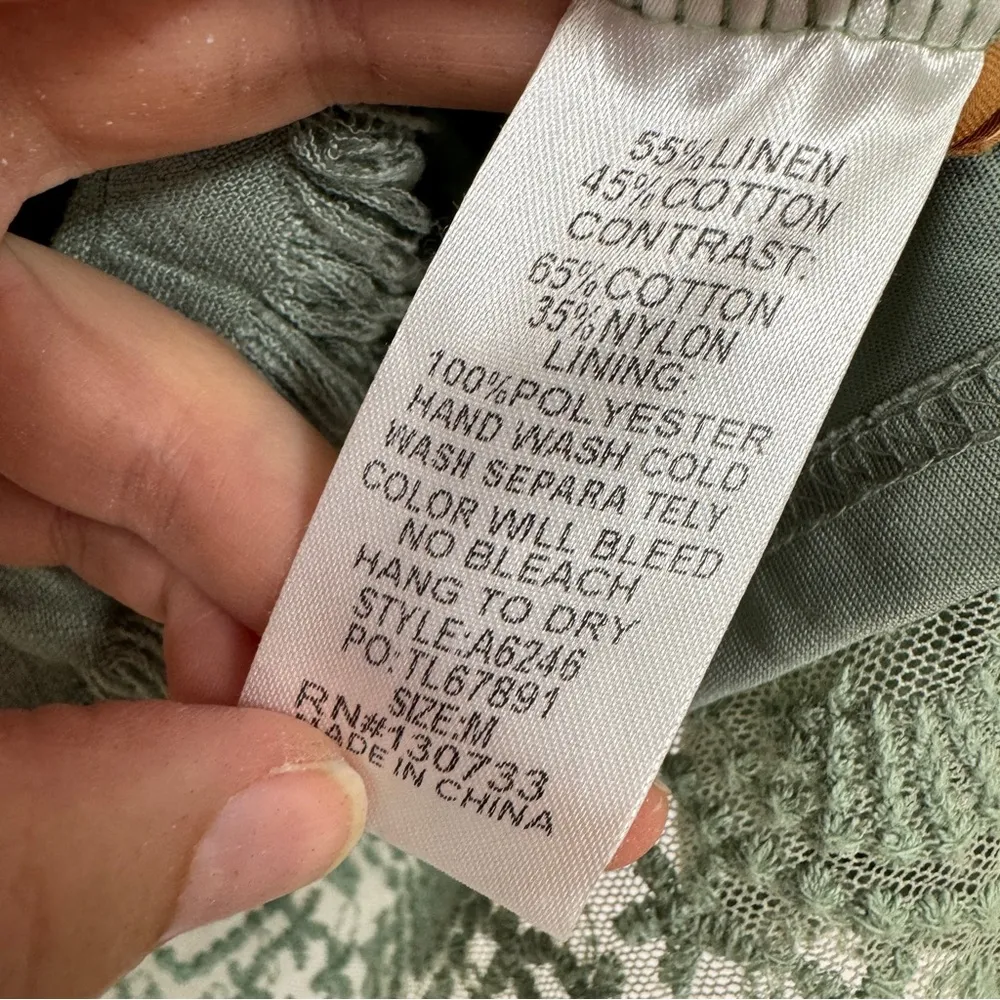 55% LINEN
45% COTTON
CONTRAST:
65% COTTON
35% NYLON
LINING:
100% POLYESTER
HAND WASH COLD
WASH SEPARA TELY
COLOR WILL BLEED
NO BLEACH
HANG TO DRY
STYLE:A6246
PO: TL67891
SIZE:M
RN#130733
MADE IN CHINA